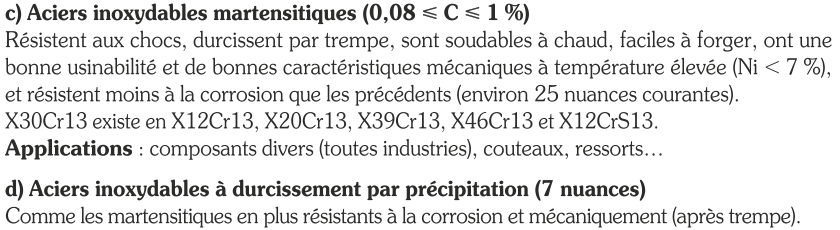 c) Aciers inoxydables martensitiques (0,08 ⩽ C ⩽ 1 %)
Résistent aux chocs, durcissent par trempe, sont soudables à chaud, faciles à forger, ont une
bonne usinabilité et de bonnes caractéristiques mécaniques à température élevée (Ni < 7 %),
et résistent moins à la corrosion que les précédents (environ 25 nuances courantes).
X30Cr13 existe en X12Cr13, X20Cr13, X39Cr13, X46Cr13 et X12CrS13.
Applications : composants divers (toutes industries), couteaux, ressorts…
d) Aciers inoxydables à durcissement par précipitation (7 nuances)
Comme les martensitiques en plus résistants à la corrosion et mécaniquement (après trempe).